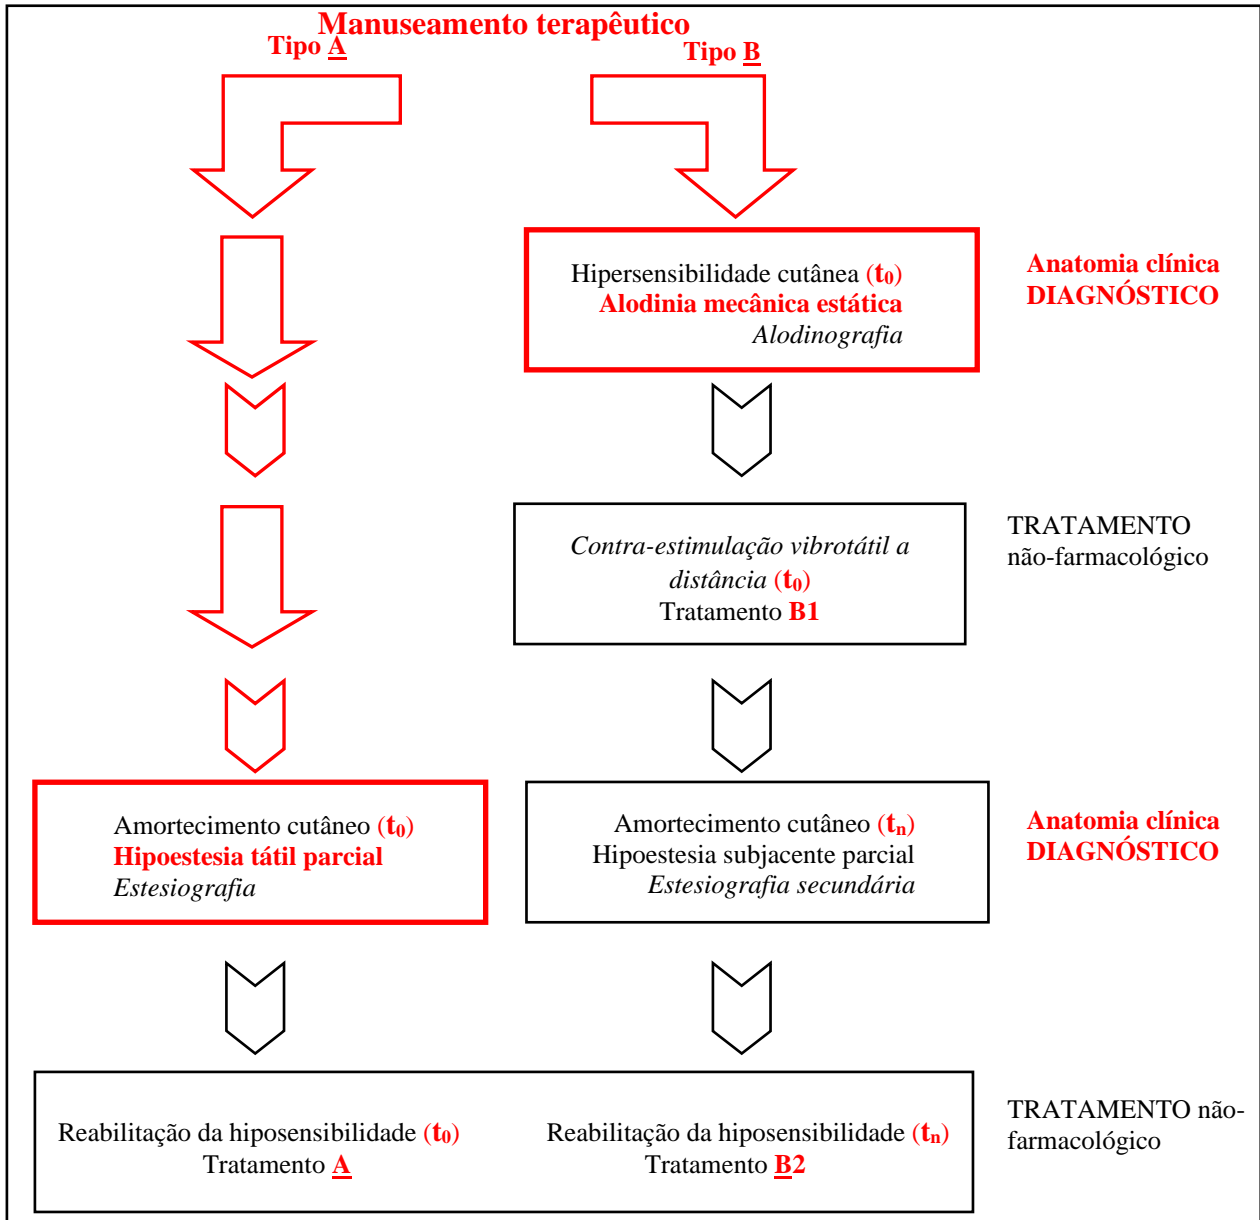 Manuseamento terapêutico
Tipo A
Tipo B
Hipersensibilidade cutânea (t0)
Alodinia mecânica estática
Alodinografia
Anatomia clínica
DIAGNÓSTICO
Contra-estimulação vibrotátil a
distância (t0)
Tratamento B1
TRATAMENTO
não-farmacológico
Amortecimento cutâneo (t0)
Hipoestesia tátil parcial
Estesiografia
Amortecimento cutâneo (tn)
Hipoestesia subjacente parcial
Estesiografia secundária
Anatomia clínica
DIAGNÓSTICO
Reabilitação da hiposensibilidade (t0)
Tratamento A
Reabilitação da hiposensibilidade (tn)
Tratamento B2
TRATAMENTO não-
farmacológico